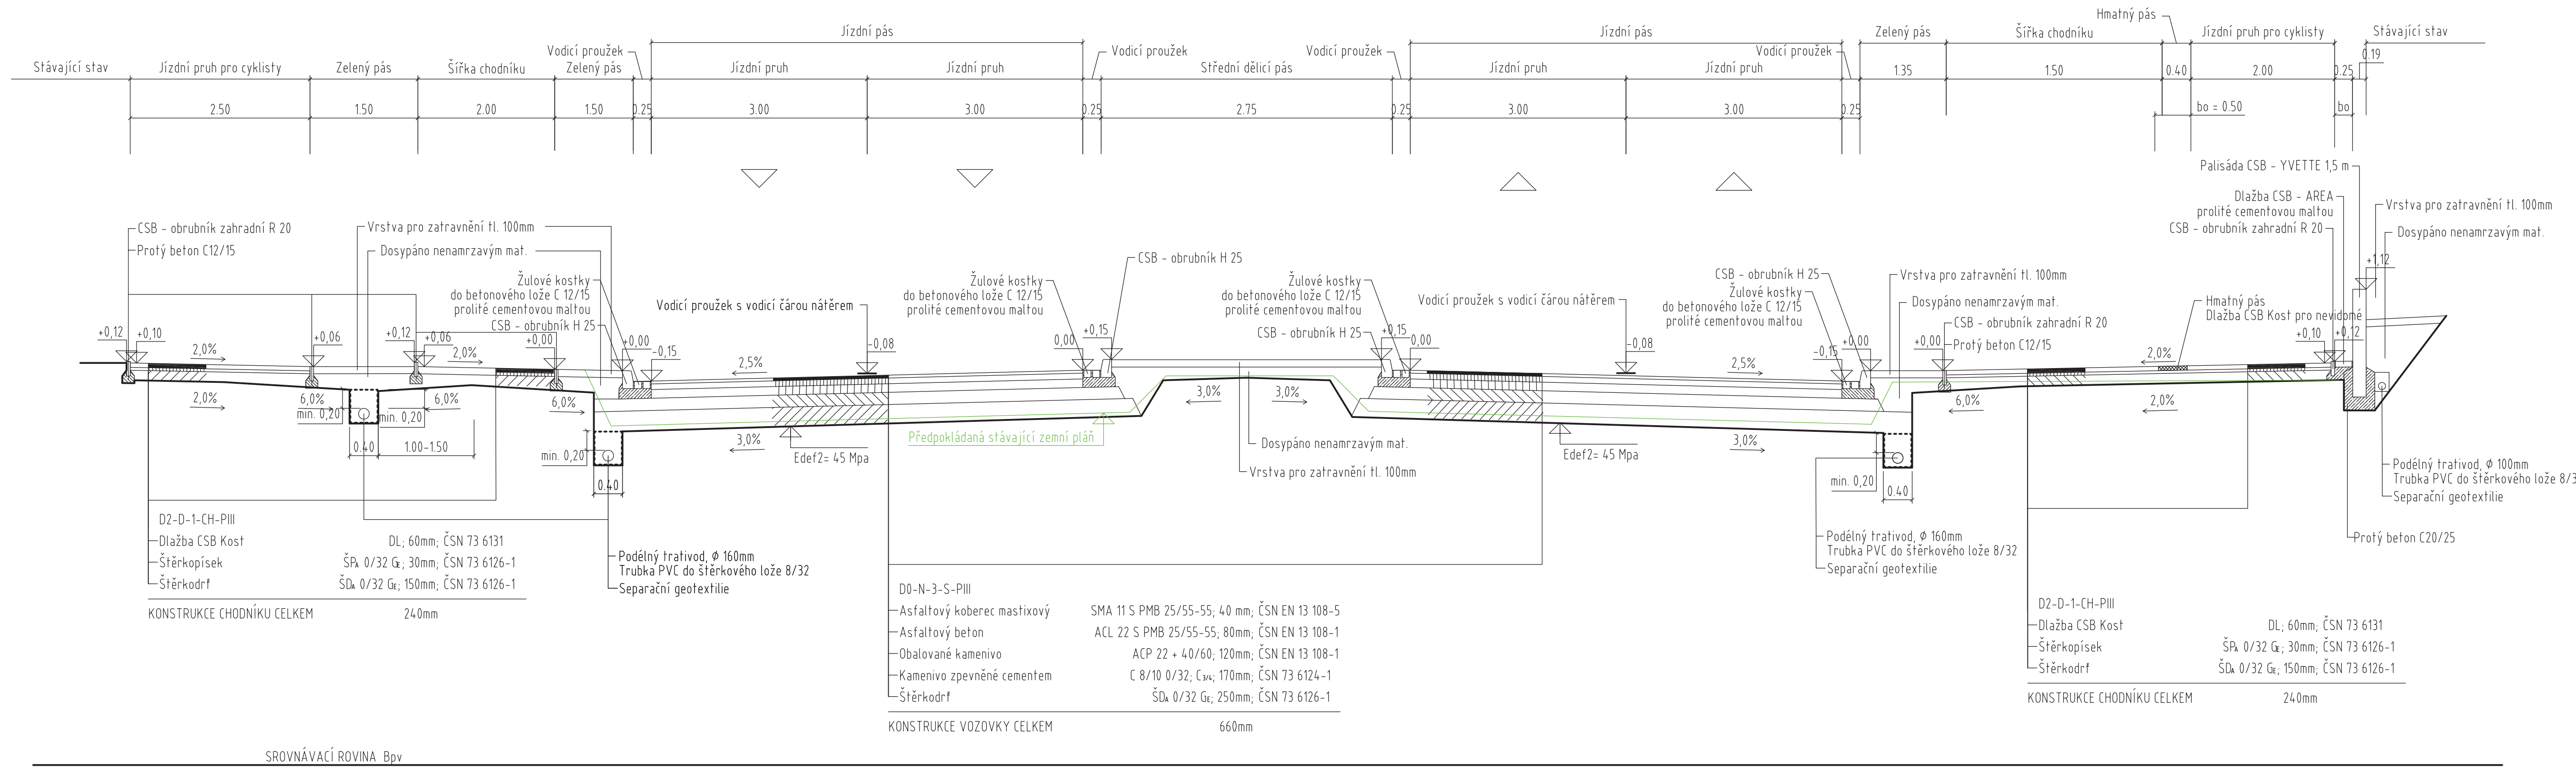 Hmatný pás
Jízdní pás
Jízdní pás
Zelený pás
Šířka chodníku
Jízdní pruh pro cyklisty
Stávající stav
Vodicí proužek
Vodicí proužek
Vodicí proužek
Vodicí proužek
0.19
Stávající stav
Jízdní pruh pro cyklisty
Zelený pás
Šířka chodníku
Zelený pás
Jízdní pruh
Jízdní pruh
Střední dělicí pás
Jízdní pruh
Jízdní pruh
1.35
1.50
0.40
2.00
0.25
2.50
1.50
2.00
1.50
0.25
3.00
3.00
0.25
2.75
0.25
3.00
3.00
0.25
bo = 0.50
bo
Palisáda CSB - YVETTE 1,5 m
Dlažba CSB - AREA
prolité cementovou maltou
CSB - obrubník zahradní R 20
Vrstva pro zatravnění tl. 100mm
Dosypáno nenamrzavým mat.
+1,12
CSB - obrubník zahradní R 20
Protý beton C12/15
Vrstva pro zatravnění tl. 100mm
Dosypáno nenamrzavým mat.
Žulové kostky
do betonového lože C 12/15
prolité cementovou maltou
CSB - obrubník H 25
Vodicí proužek s vodicí čárou nátěrem
Žulové kostky
do betonového lože C 12/15
prolité cementovou maltou
CSB - obrubník H 25
Žulové kostky
do betonového lože C 12/15
prolité cementovou maltou
CSB - obrubník H 25
Vodicí proužek s vodicí čárou nátěrem
CSB - obrubník H 25
Žulové kostky
do betonového lože C 12/15
prolité cementovou maltou
Vrstva pro zatravnění tl. 100mm
Dosypáno nenamrzavým mat.
CSB - obrubník zahradní R 20
Protý beton C12/15
Hmatný pás
Dlažba CSB Kost pro nevidomé
+0,12
+0,10
+0,06
+0,12
+0,06
+0,00
+0,00
-0,15
-0,08
0,00
+0,15
+0,15
0,00
-0,08
-0,15
+0,00
+0,00
+0,10
+0,12
2,0%
2,0%
2,5%
2,5%
2,0%
2,0%
6,0%
6,0%
6,0%
3,0%
3,0%
6,0%
2,0%
min. 0,20
min. 0,20
0.40
1.00-1.50
min. 0,20
0.40
3,0%
Edef2= 45 Mpa
Předpokládaná stávající zemní pláň
Dosypáno nenamrzavým mat.
Vrstva pro zatravnění tl. 100mm
Edef2= 45 Mpa
3,0%
min. 0,20
0.40
Podélný trativod, ϕ 100mm
Trubka PVC do štěrkového lože 8/3
Separační geotextilie
Protý beton C20/25
D2-D-1-CH-PIII
Dlažba CSB Kost DL; 60mm; ČSN 73 6131
Štěrkopísek ŠPA 0/32 GE; 30mm; ČSN 73 6126-1
Štěrkodrť ŠDA 0/32 GE; 150mm; ČSN 73 6126-1
KONSTRUKCE CHODNÍKU CELKEM 240mm
Podélný trativod, ϕ 160mm
Trubka PVC do štěrkového lože 8/32
Separační geotextilie
D0-N-3-S-PIII
Asfaltový koberec mastixový SMA 11 S PMB 25/55-55; 40 mm; ČSN EN 13 108-5
Asfaltový beton ACL 22 S PMB 25/55-55; 80mm; ČSN EN 13 108-1
Obalované kamenivo ACP 22 + 40/60; 120mm; ČSN EN 13 108-1
Kamenivo zpevněné cementem C 8/10 0/32; C3/4; 170mm; ČSN 73 6124-1
Štěrkodrť ŠDA 0/32 GE; 250mm; ČSN 73 6126-1
KONSTRUKCE VOZOVKY CELKEM 660mm
Podélný trativod, ϕ 160mm
Trubka PVC do štěrkového lože 8/32
Separační geotextilie
D2-D-1-CH-PIII
Dlažba CSB Kost DL; 60mm; ČSN 73 6131
Štěrkopísek ŠPA 0/32 GE; 30mm; ČSN 73 6126-1
Štěrkodrť ŠDA 0/32 GE; 150mm; ČSN 73 6126-1
KONSTRUKCE CHODNÍKU CELKEM 240mm
SROVNÁVACÍ ROVINA Bpv